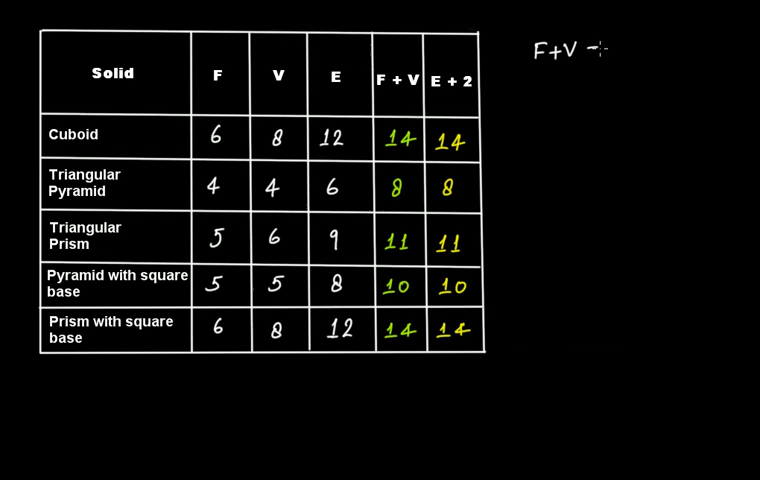 Solid F V E F + V E + 2
Cuboid 6 8 12 14 14
Triangular
Pyramid 4 4 6 8 8
Triangular
Prism 5 6 9 11 11
Pyramid with square
base 5 5 8 10 10
Prism with square
base 6 8 12 14 14
F+V =